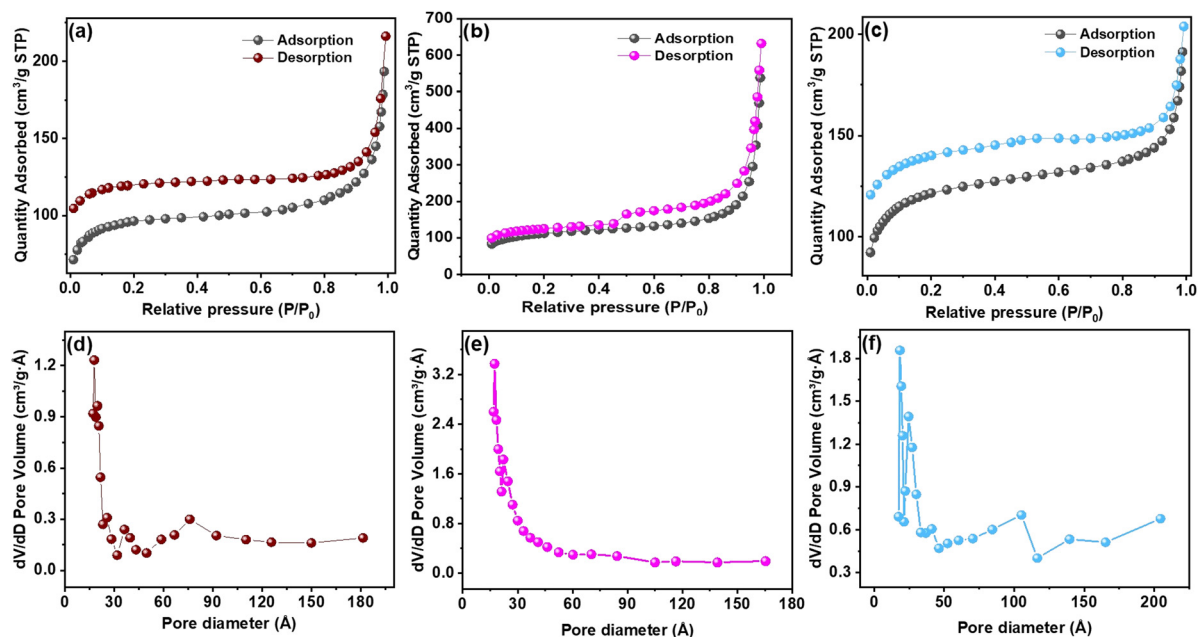 (a)
Adsorption
Desorption
Quantity Adsorbed (cm³/g STP)
200
150
100
0.0 0.2 0.4 0.6 0.8 1.0
Relative pressure (P/P₀)
(b)
Adsorption
Desorption
Quantity Adsorbed (cm³/g STP)
700
600
500
400
300
200
100
0
0.0 0.2 0.4 0.6 0.8 1.0
Relative pressure (P/P₀)
(c)
Adsorption
Desorption
Quantity Adsorbed (cm³/g STP)
200
150
100
0.0 0.2 0.4 0.6 0.8 1.0
Relative pressure (P/P₀)
(d)
dV/dD Pore Volume (cm³/g·Å)
1.2
0.9
0.6
0.3
0.0
0 30 60 90 120 150 180
Pore diameter (Å)
(e)
dV/dD Pore Volume (cm³/g·Å)
3.2
2.4
1.6
0.8
0.0
0 30 60 90 120 150 180
Pore diameter (Å)
(f)
dV/dD Pore Volume (cm³/g·Å)
1.8
1.5
1.2
0.9
0.6
0.3
0 50 100 150 200
Pore diameter (Å)